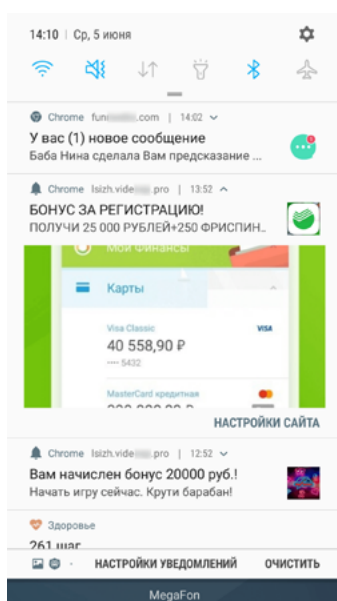 14:10 | Ср, 5 июня
Chrome fun .com | 14:02
У вас (1) новое сообщение
Баба Нина сделала Вам предсказание ...
Chrome lsizh.vide .pro | 13:52
БОНУС ЗА РЕГИСТРАЦИЮ!
ПОЛУЧИ 25 000 РУБЛЕЙ+250 ФРИСПИН..
Мои Финансы
Карты
Visa Classic VISA
40 558,90 ₽
···· 5432
MasterCard кредитная
НАСТРОЙКИ САЙТА
Chrome lsizh.vide .pro | 12:52
Вам начислен бонус 20000 руб.!
Начать игру сейчас. Крути барабан!
Здоровье
261 шаг
НАСТРОЙКИ УВЕДОМЛЕНИЙ ОЧИСТИТЬ
MegaFon